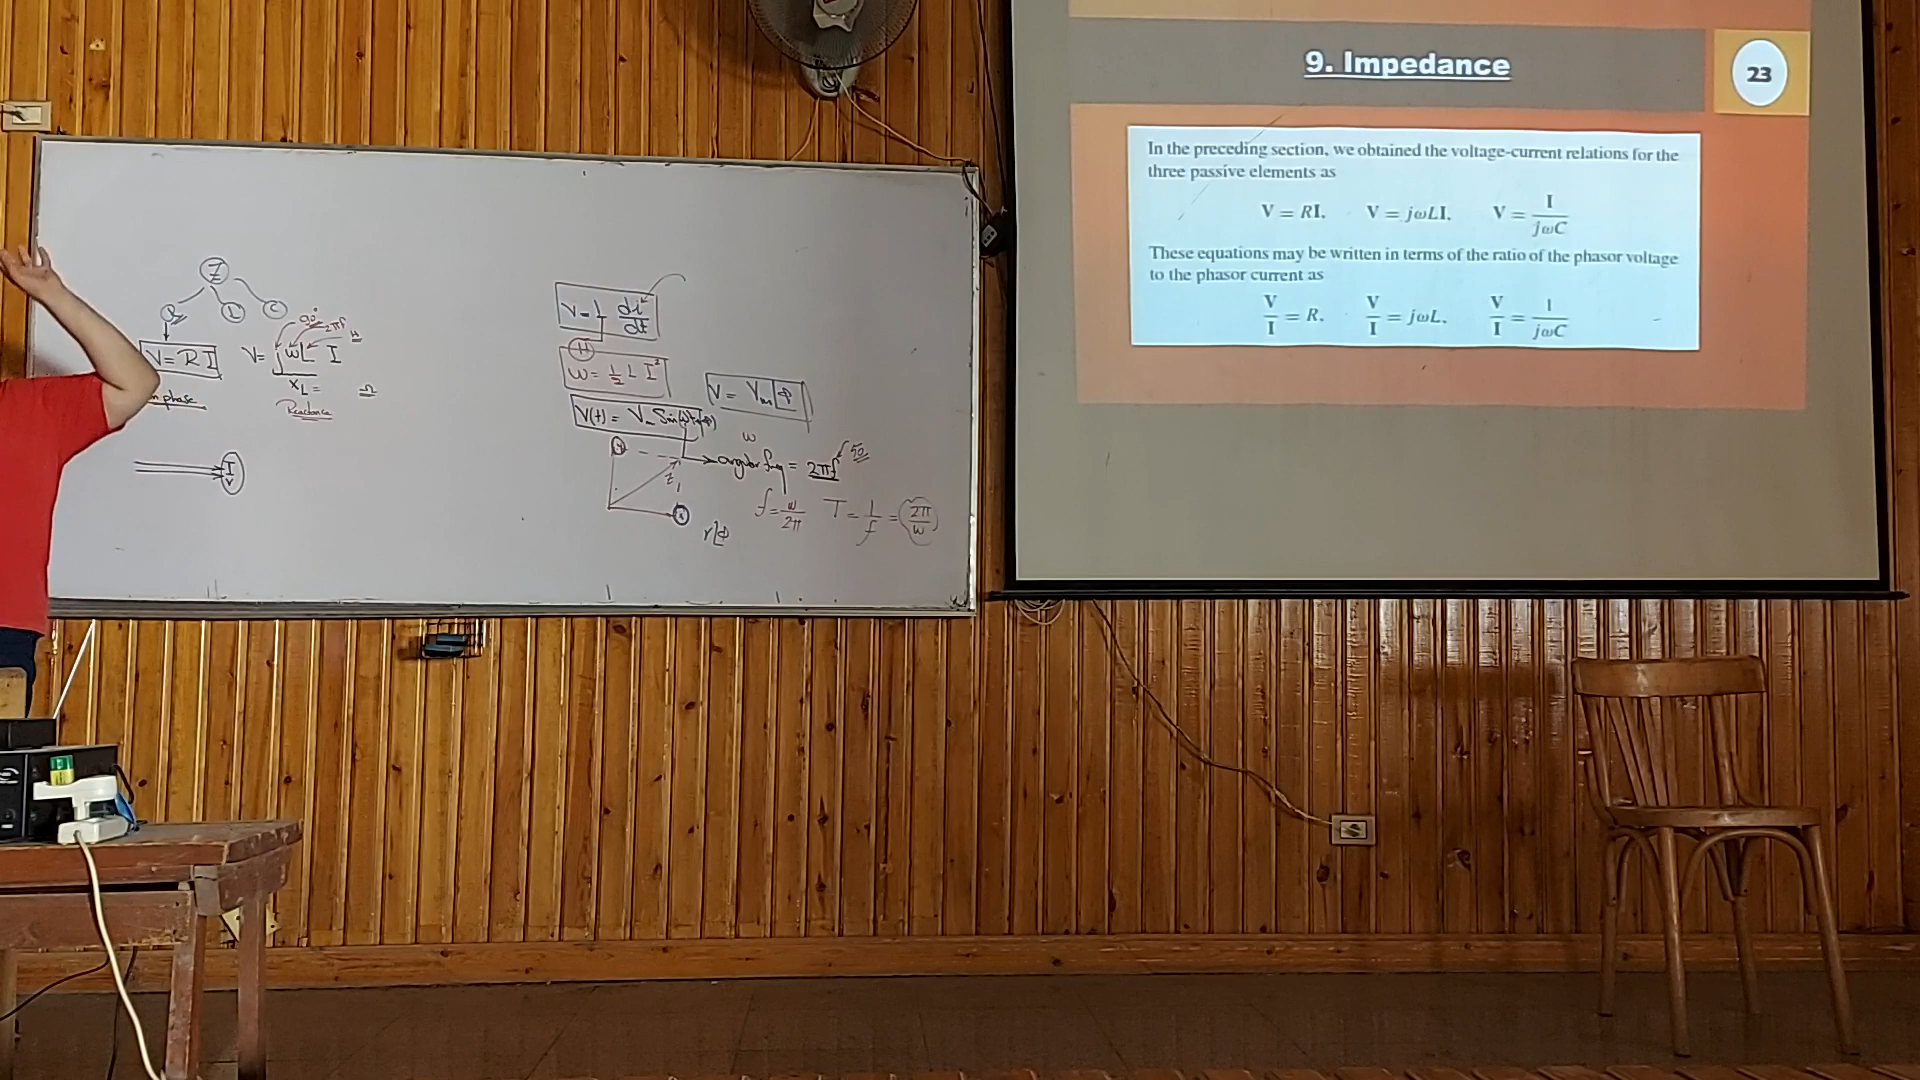 Z
R L C
90°
2πf
V = R I
V = jωL I
H
X_L =
Ω
n phase
Reactance
I
V
V = L di/dt
H
W = 1/2 L I²
V = V_m∠Φ
V(t) = V_m Sin(ωt+Φ)
ω
angular freq = 2πf
50
Z
f = ω/2π
T = 1/f = 2π/ω
r∠Φ
9. Impedance
23
In the preceding section, we obtained the voltage-current relations for the
three passive elements as
V = RI, V = jωLI, V = I/jωC
These equations may be written in terms of the ratio of the phasor voltage
to the phasor current as
V/I = R, V/I = jωL, V/I = 1/jωC